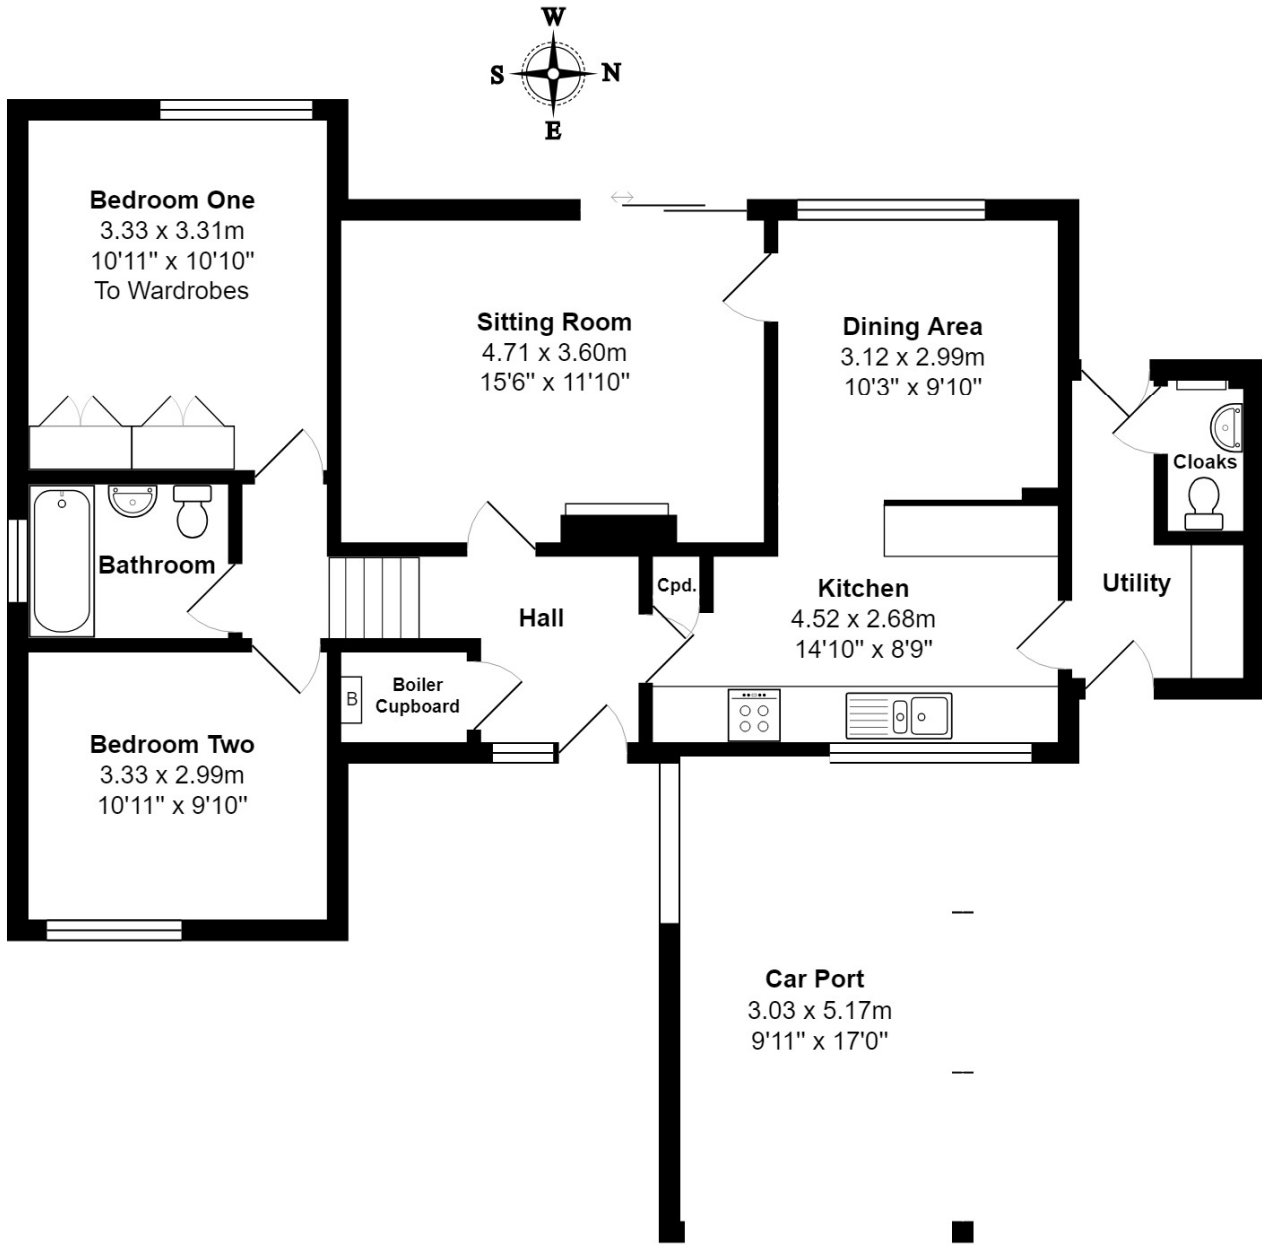 W
S N
E
Bedroom One
3.33 x 3.31m
10'11" x 10'10"
To Wardrobes
Sitting Room
4.71 x 3.60m
15'6" x 11'10"
Dining Area
3.12 x 2.99m
10'3" x 9'10"
Cloaks
Bathroom
Hall
Cpd.
Kitchen
4.52 x 2.68m
14'10" x 8'9"
Utility
B
Boiler
Cupboard
Bedroom Two
3.33 x 2.99m
10'11" x 9'10"
Car Port
3.03 x 5.17m
9'11" x 17'0"